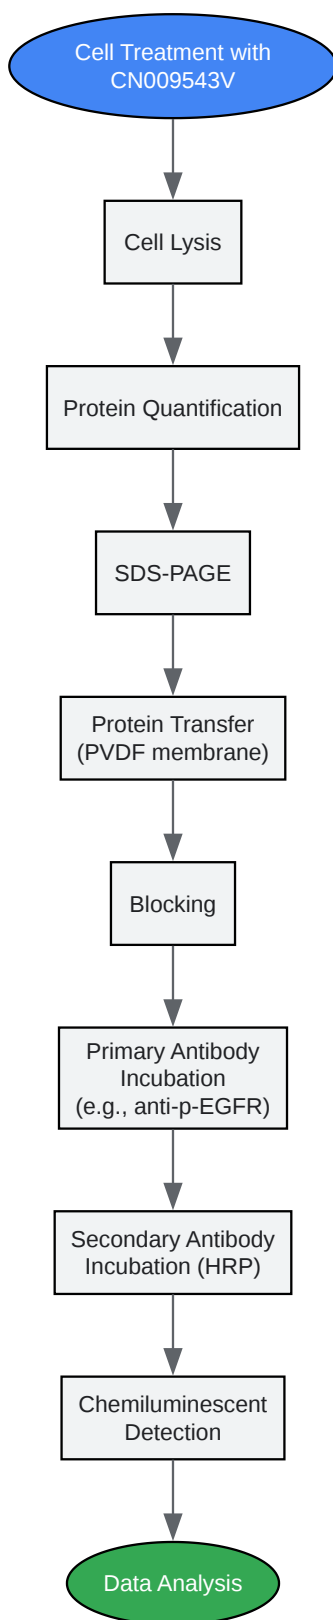 Cell Treatment with
CN009543V
Cell Lysis
Protein Quantification
SDS-PAGE
Protein Transfer
(PVDF membrane)
Blocking
Primary Antibody
Incubation
(e.g., anti-p-EGFR)
Secondary Antibody
Incubation (HRP)
Chemiluminescent
Detection
Data Analysis